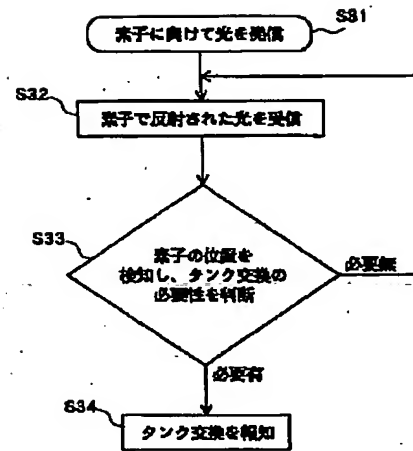 S31
素子に向けて光を発信
S32
素子で反射された光を受信
S33
素子の位置を
検知し、タンク交換の
必要性を判断
必要無
必要有
S34
タンク交換を報知